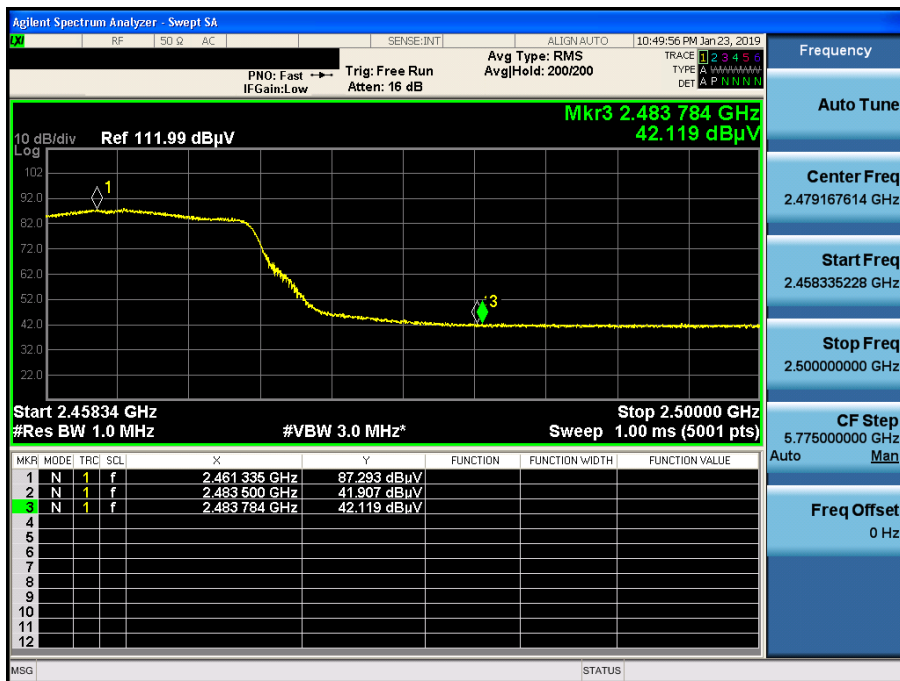 Agilent Spectrum Analyzer - Swept SA
LXI RF 50 Ω AC SENSE:INT ALIGN AUTO 10:49:56 PM Jan 23, 2019
PNO: Fast Trig: Free Run Avg Type: RMS TRACE 1 2 3 4 5 6
IFGain:Low Atten: 16 dB Avg|Hold: 200/200 TYPE A WWWWW
DET A P N N N N
Mkr3 2.483 784 GHz
42.119 dBµV
10 dB/div Ref 111.99 dBµV
Log
102
92.0
82.0
72.0
62.0
52.0
42.0
32.0
22.0
1
3
Start 2.45834 GHz Stop 2.50000 GHz
#Res BW 1.0 MHz #VBW 3.0 MHz* Sweep 1.00 ms (5001 pts)
MKR MODE TRC SCL X Y FUNCTION FUNCTION WIDTH FUNCTION VALUE
1 N 1 f 2.461 335 GHz 87.293 dBµV
2 N 1 f 2.483 500 GHz 41.907 dBµV
3 N 1 f 2.483 784 GHz 42.119 dBµV
4
5
6
7
8
9
10
11
12
MSG STATUS
Frequency
Auto Tune
Center Freq
2.479167614 GHz
Start Freq
2.458335228 GHz
Stop Freq
2.500000000 GHz
CF Step
5.775000000 GHz
Auto Man
Freq Offset
0 Hz